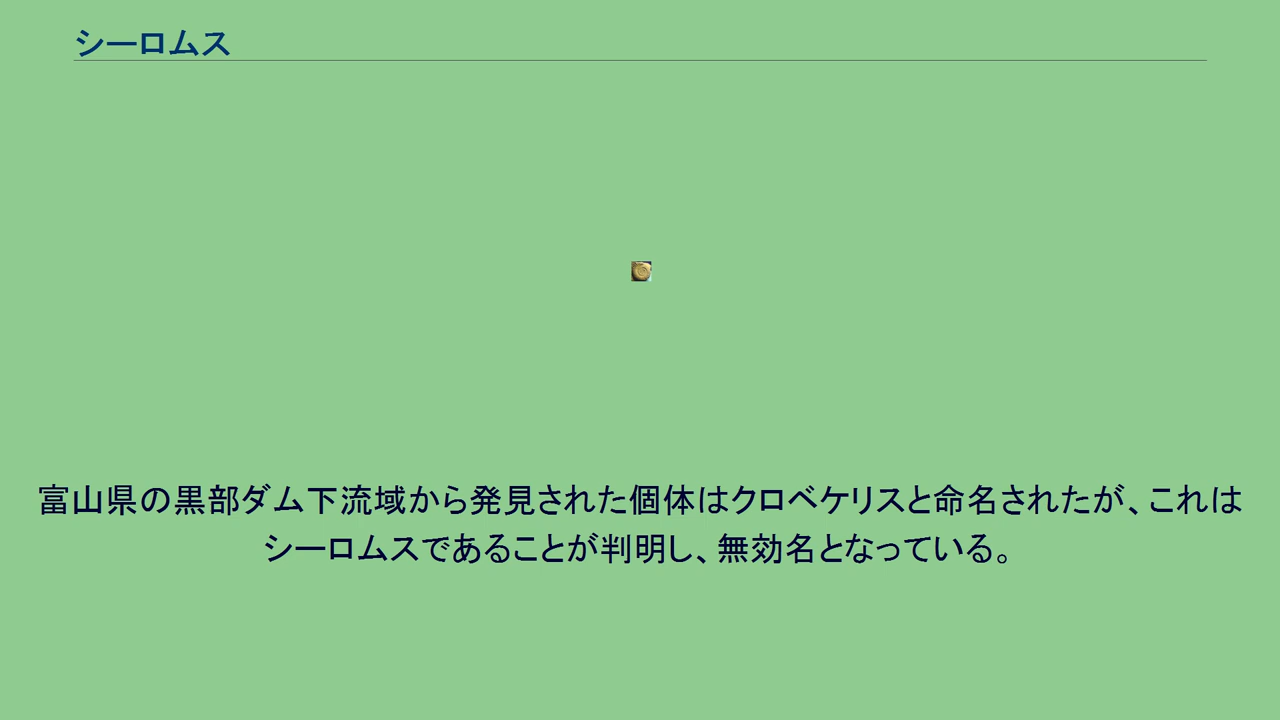 シーロムス
富山県の黒部ダム下流域から発見された個体はクロベケリスと命名されたが、これは
シーロムスであることが判明し、無効名となっている。